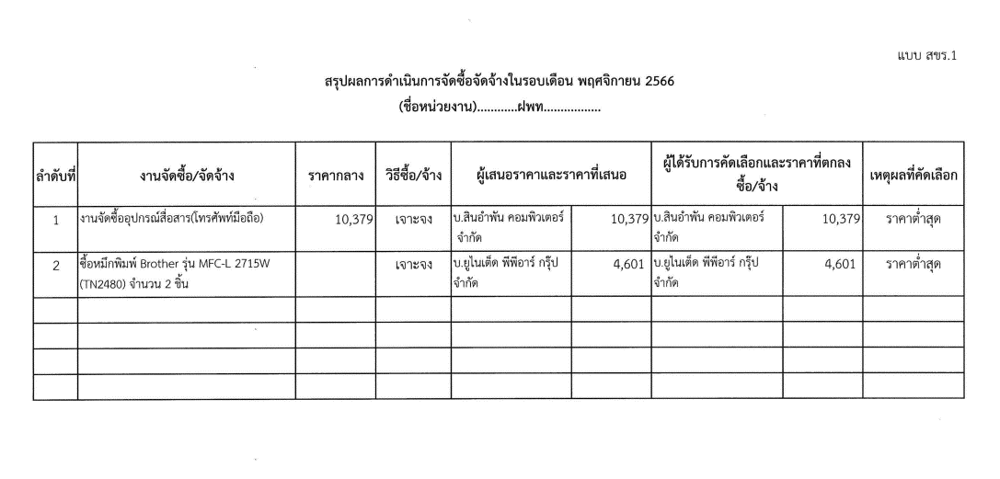 แบบ สขร.1
สรุปผลการดำเนินการจัดซื้อจัดจ้างในรอบเดือน พฤศจิกายน 2566
(ชื่อหน่วยงาน)............ฝพท.................
ลำดับที่ งานจัดซื้อ/จัดจ้าง ราคากลาง วิธีซื้อ/จ้าง ผู้เสนอราคาและราคาที่เสนอ ผู้ได้รับการคัดเลือกและราคาที่ตกลง เหตุผลที่คัดเลือก
ซื้อ/จ้าง
1 งานจัดซื้ออุปกรณ์สื่อสาร(โทรศัพท์มือถือ) 10,379 เจาะจง บ.สินอำพัน คอมพิวเตอร์ 10,379 บ.สินอำพัน คอมพิวเตอร์ 10,379 ราคาต่ำสุด
จำกัด จำกัด
2 ซื้อหมึกพิมพ์ Brother รุ่น MFC-L 2715W เจาะจง บ.ยูไนเต็ด พีพีอาร์ กรุ๊ป 4,601 บ.ยูไนเต็ด พีพีอาร์ กรุ๊ป 4,601 ราคาต่ำสุด
(TN2480) จำนวน 2 ชิ้น จำกัด จำกัด